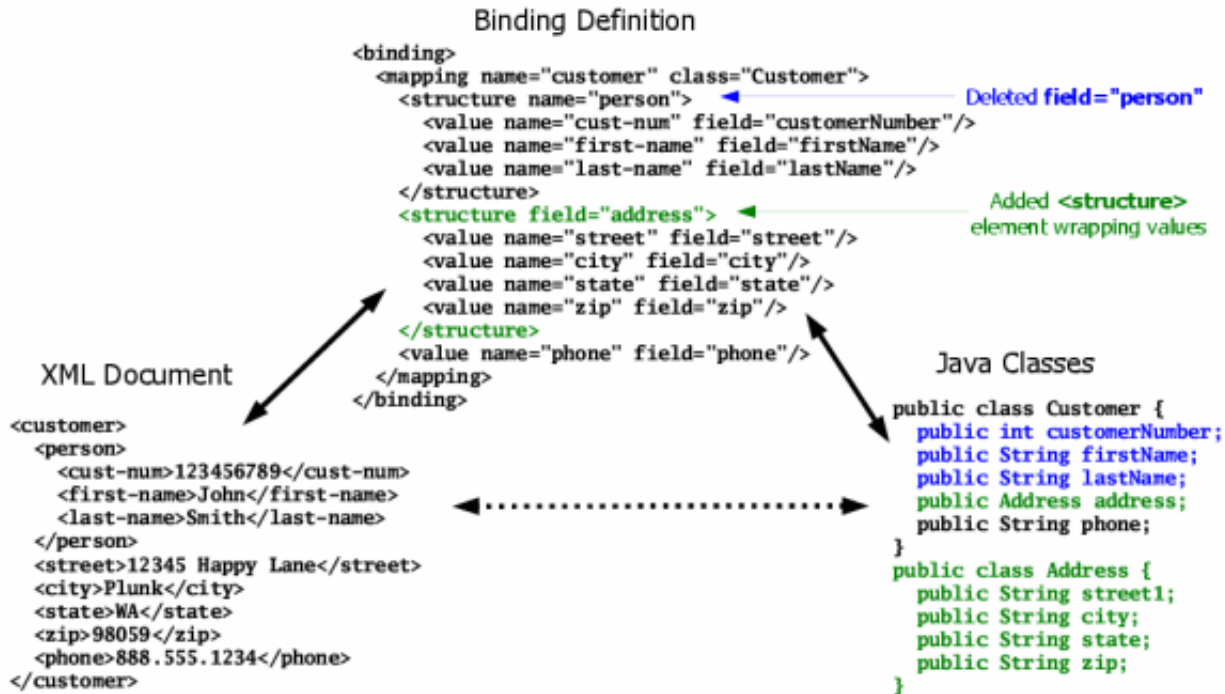 Binding Definition
<binding>
  <mapping name="customer" class="Customer">
    <structure name="person">
      <value name="cust-num" field="customerNumber"/>
      <value name="first-name" field="firstName"/>
      <value name="last-name" field="lastName"/>
    </structure>
    <structure field="address">
      <value name="street" field="street"/>
      <value name="city" field="city"/>
      <value name="state" field="state"/>
      <value name="zip" field="zip"/>
    </structure>
    <value name="phone" field="phone"/>
  </mapping>
</binding>
Deleted field="person"
Added <structure>
element wrapping values
XML Document
<customer>
  <person>
    <cust-num>123456789</cust-num>
    <first-name>John</first-name>
    <last-name>Smith</last-name>
  </person>
  <street>12345 Happy Lane</street>
  <city>Plunk</city>
  <state>WA</state>
  <zip>98059</zip>
  <phone>888.555.1234</phone>
</customer>
Java Classes
public class Customer {
  public int customerNumber;
  public String firstName;
  public String lastName;
  public Address address;
  public String phone;
}
public class Address {
  public String street1;
  public String city;
  public String state;
  public String zip;
}